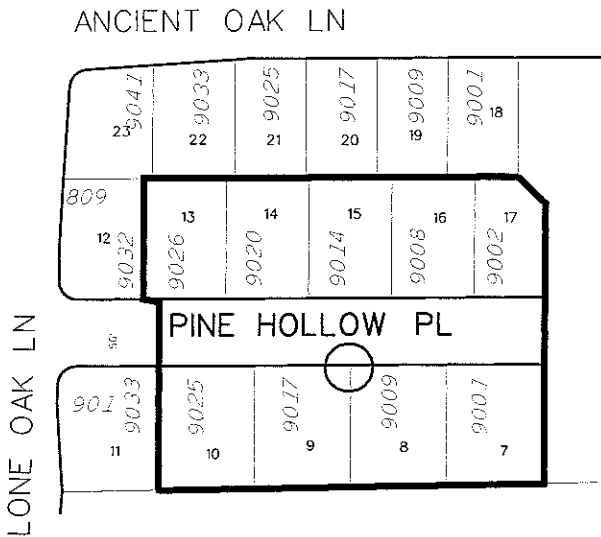 ANCIENT OAK LN
9041 9033 9025 9017 9009 9001
23 22 21 20 19 18
809
12 13 14 15 16 17
9032 9026 9020 9014 9008 9002
PINE HOLLOW PL
50'
LONE OAK LN
901 9033 9025 9017 9009 9001
11 10 9 8 7